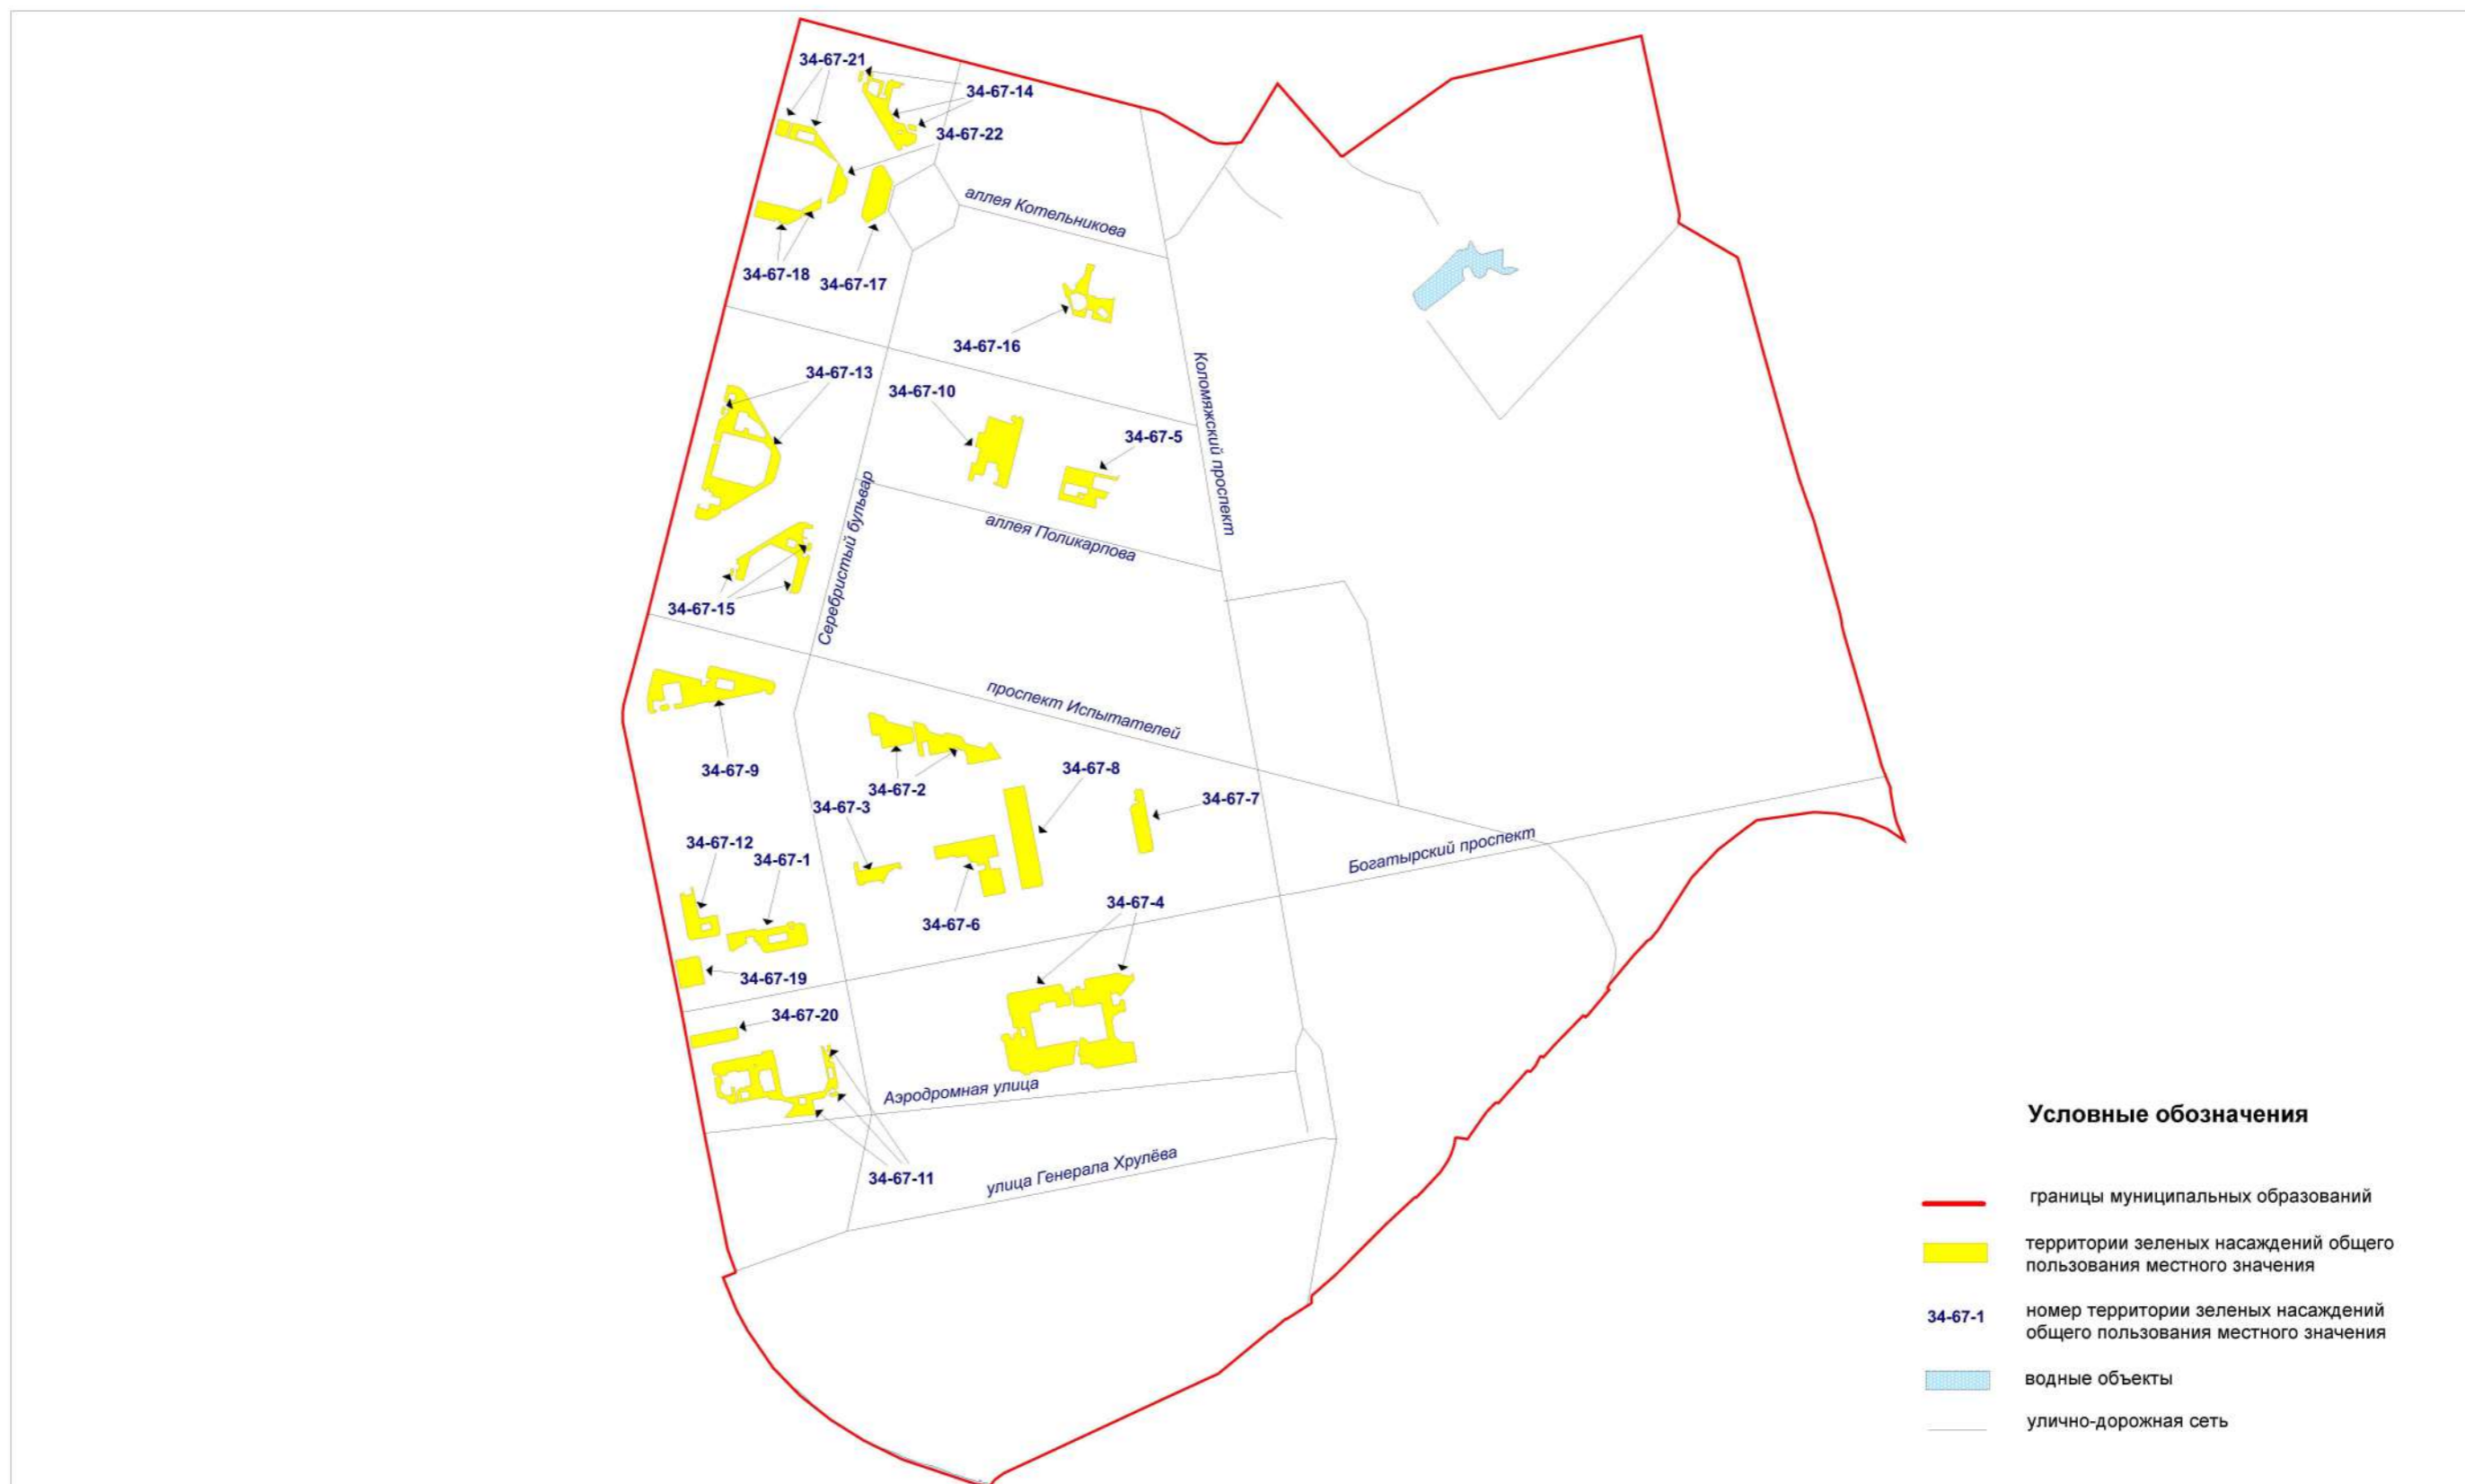 34-67-21
34-67-14
34-67-22
аллея Котельникова
34-67-18
34-67-17
34-67-16
34-67-13
34-67-10
34-67-5
Коломяжский проспект
Серебристый бульвар
аллея Поликарпова
34-67-15
проспект Испытателей
34-67-9
34-67-2
34-67-8
34-67-3
34-67-7
34-67-12
34-67-1
Богатырский проспект
34-67-6
34-67-4
34-67-19
34-67-20
Аэродромная улица
34-67-11
улица Генерала Хрулёва
Условные обозначения
границы муниципальных образований
территории зеленых насаждений общего
пользования местного значения
34-67-1
номер территории зеленых насаждений
общего пользования местного значения
водные объекты
улично-дорожная сеть